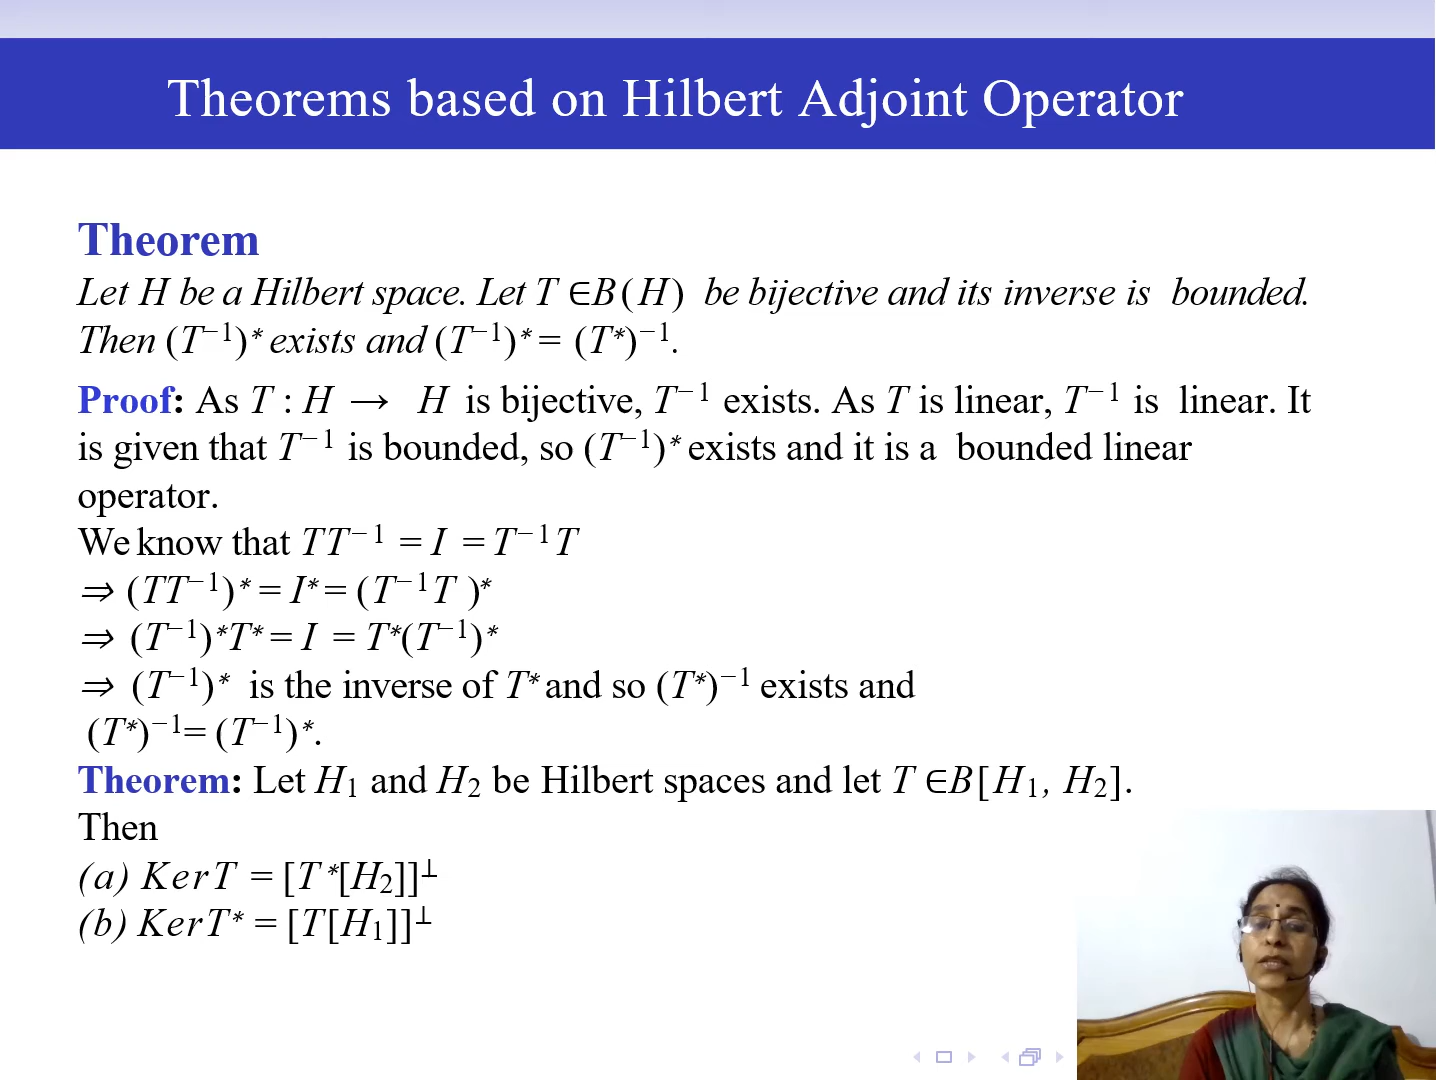 Theorems based on Hilbert Adjoint Operator
Theorem
Let H be a Hilbert space. Let T ∈B(H) be bijective and its inverse is bounded.
Then (T⁻¹)* exists and (T⁻¹)* = (T*)⁻¹.
Proof: As T : H → H is bijective, T⁻¹ exists. As T is linear, T⁻¹ is linear. It
is given that T⁻¹ is bounded, so (T⁻¹)* exists and it is a bounded linear
operator.
We know that TT⁻¹ = I = T⁻¹T
⇒ (TT⁻¹)* = I* = (T⁻¹T )*
⇒ (T⁻¹)*T* = I = T*(T⁻¹)*
⇒ (T⁻¹)* is the inverse of T* and so (T*)⁻¹ exists and
(T*)⁻¹= (T⁻¹)*.
Theorem: Let H₁ and H₂ be Hilbert spaces and let T ∈B[H₁, H₂].
Then
(a) KerT = [T*[H₂]]⊥
(b) KerT* = [T[H₁]]⊥